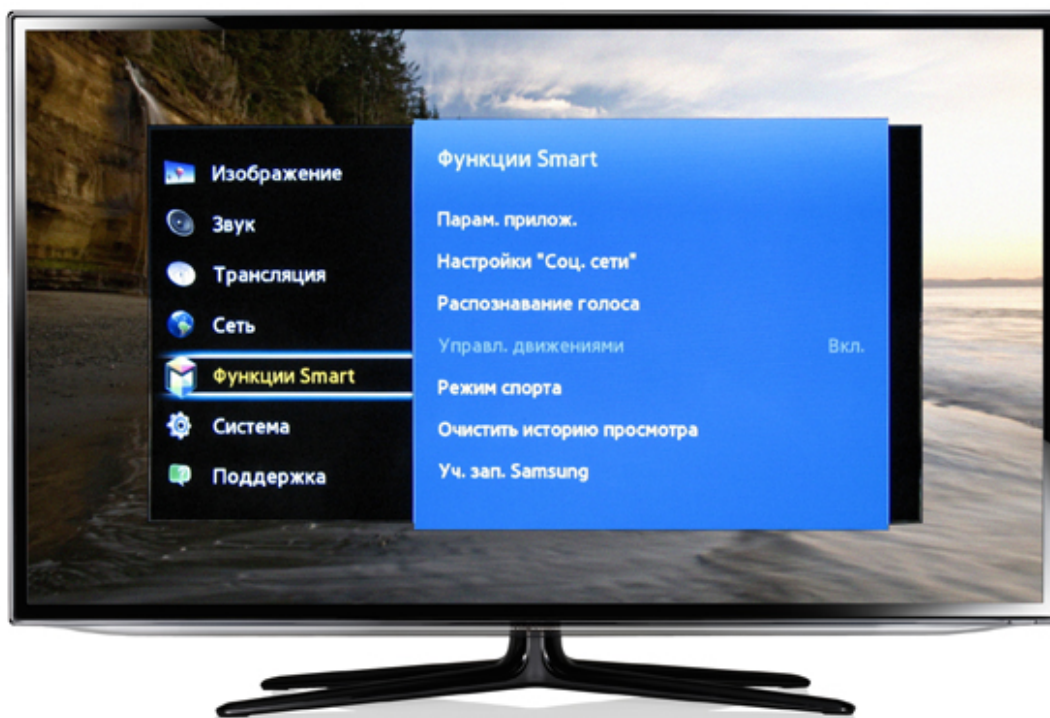 Изображение
Звук
Трансляция
Сеть
Функции Smart
Система
Поддержка
Функции Smart
Парам. прилож.
Настройки "Соц. сети"
Распознавание голоса
Управл. движениями Вкл.
Режим спорта
Очистить историю просмотра
Уч. зап. Samsung